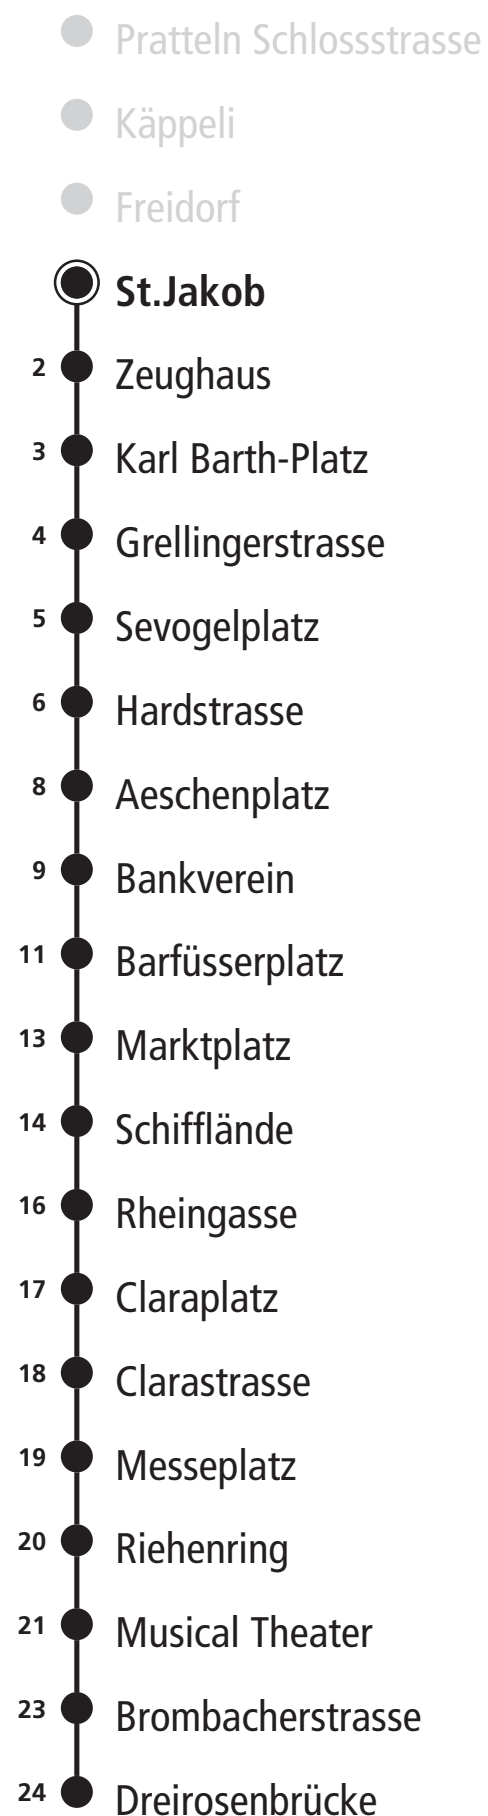 Pratteln Schlossstrasse
Käppeli
Freidorf
St.Jakob
2 Zeughaus
3 Karl Barth-Platz
4 Grellingerstrasse
5 Sevogelplatz
6 Hardstrasse
8 Aeschenplatz
9 Bankverein
11 Barfüsserplatz
13 Marktplatz
14 Schifflände
16 Rheingasse
17 Claraplatz
18 Clarastrasse
19 Messeplatz
20 Riehenring
21 Musical Theater
23 Brombacherstrasse
24 Dreirosenbrücke